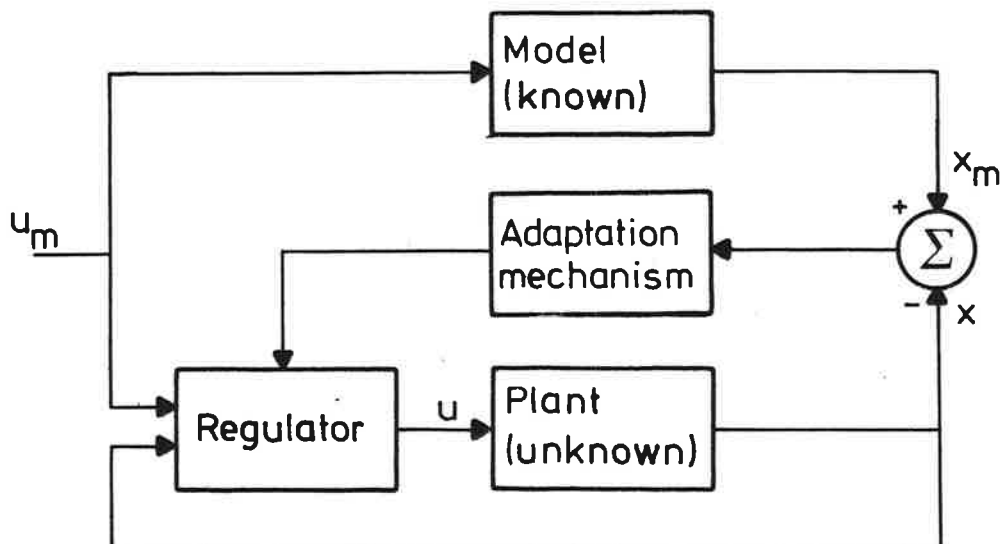 Model
(known)
x_m
u_m
+
Adaptation
mechanism
Σ
-
x
Regulator
u
Plant
(unknown)